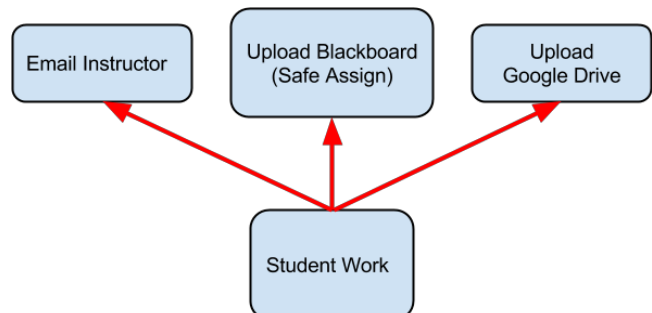 Email Instructor
Upload Blackboard
(Safe Assign)
Upload
Google Drive
Student Work